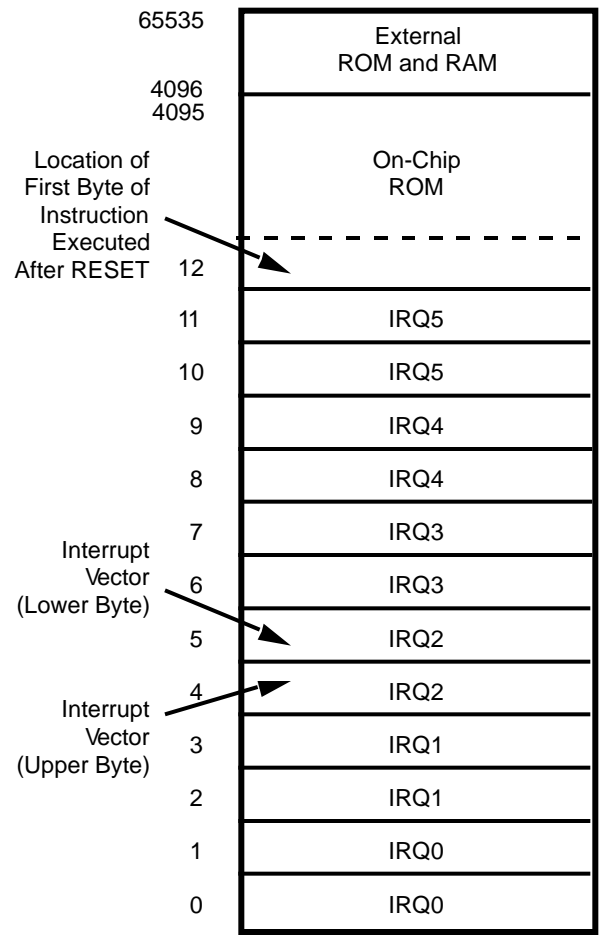 65535
External
ROM and RAM
4096
4095
Location of
First Byte of
Instruction
Executed
After RESET
On-Chip
ROM
12
11 IRQ5
10 IRQ5
9 IRQ4
8 IRQ4
7 IRQ3
Interrupt
Vector
(Lower Byte)
6 IRQ3
5 IRQ2
4 IRQ2
Interrupt
Vector
(Upper Byte)
3 IRQ1
2 IRQ1
1 IRQ0
0 IRQ0